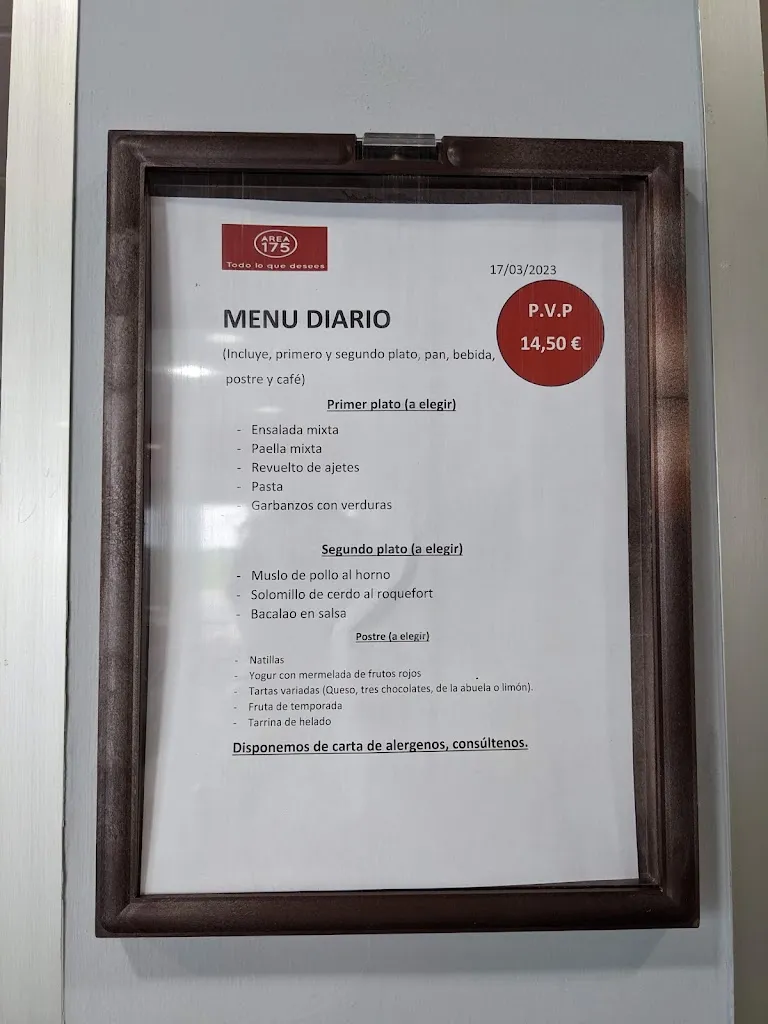 AREA
175
Todo lo que desees
17/03/2023
P.V.P
14,50 €
MENU DIARIO
(Incluye, primero y segundo plato, pan, bebida,
postre y café)
Primer plato (a elegir)
- Ensalada mixta
- Paella mixta
- Revuelto de ajetes
- Pasta
- Garbanzos con verduras
Segundo plato (a elegir)
- Muslo de pollo al horno
- Solomillo de cerdo al roquefort
- Bacalao en salsa
Postre (a elegir)
- Natillas
- Yogur con mermelada de frutos rojos
- Tartas variadas (Queso, tres chocolates, de la abuela o limón).
- Fruta de temporada
- Tarrina de helado
Disponemos de carta de alergenos, consúltenos.